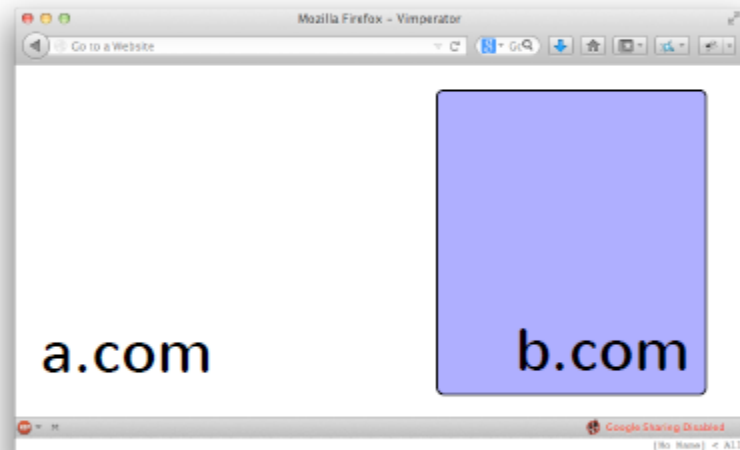 Mozilla Firefox - Vimperator
Go to a Website
a.com
b.com
Google Sharing Disabled
[No Name] < All